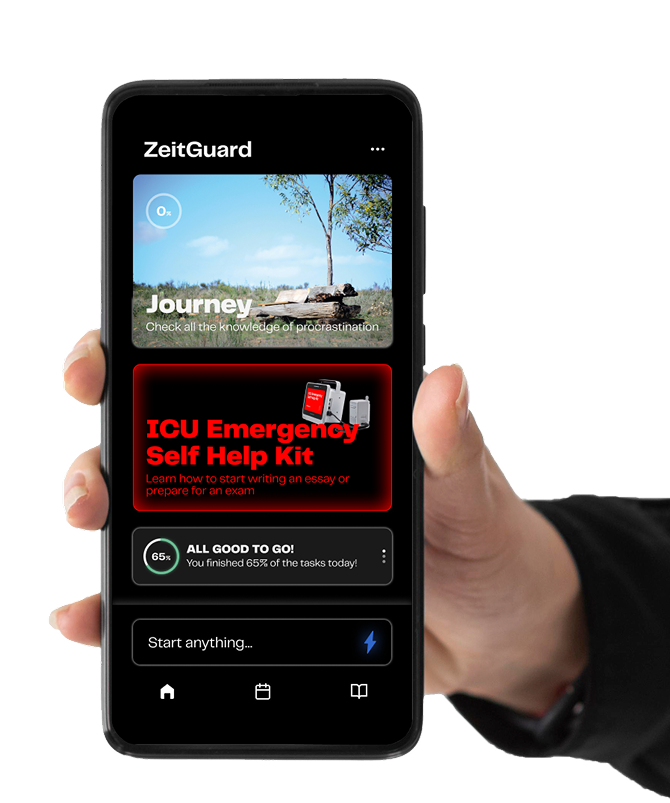 ZeitGuard
0%
Journey
Check all the knowledge of procrastination
ICU Emergency
Self Help Kit
Learn how to start writing an essay or
prepare for an exam
65%
ALL GOOD TO GO!
You finished 65% of the tasks today!
Start anything...